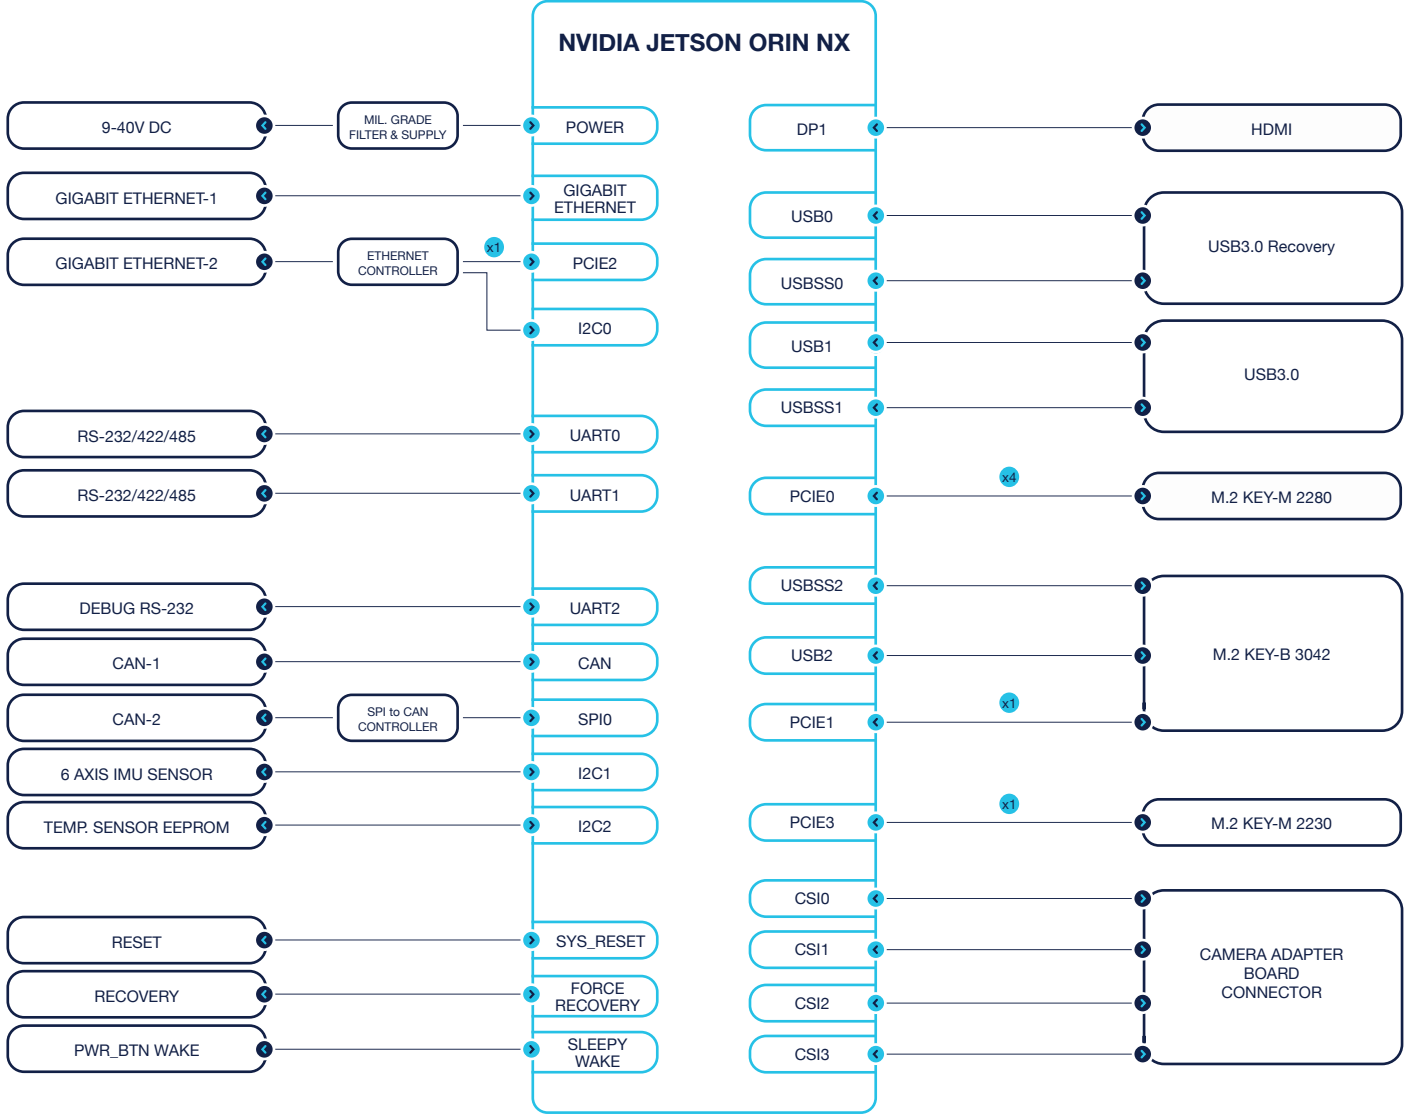 NVIDIA JETSON ORIN NX
9-40V DC
MIL. GRADE
FILTER & SUPPLY
POWER
GIGABIT ETHERNET-1
GIGABIT
ETHERNET
GIGABIT ETHERNET-2
ETHERNET
CONTROLLER
x1
PCIE2
I2C0
RS-232/422/485
UART0
RS-232/422/485
UART1
DEBUG RS-232
UART2
CAN-1
CAN
CAN-2
SPI to CAN
CONTROLLER
SPI0
6 AXIS IMU SENSOR
I2C1
TEMP. SENSOR EEPROM
I2C2
RESET
SYS_RESET
RECOVERY
FORCE
RECOVERY
PWR_BTN WAKE
SLEEPY
WAKE
DP1
HDMI
USB0
USBSS0
USB3.0 Recovery
USB1
USBSS1
USB3.0
PCIE0
x4
M.2 KEY-M 2280
USBSS2
USB2
PCIE1
x1
M.2 KEY-B 3042
PCIE3
x1
M.2 KEY-M 2230
CSI0
CSI1
CSI2
CSI3
CAMERA ADAPTER
BOARD
CONNECTOR